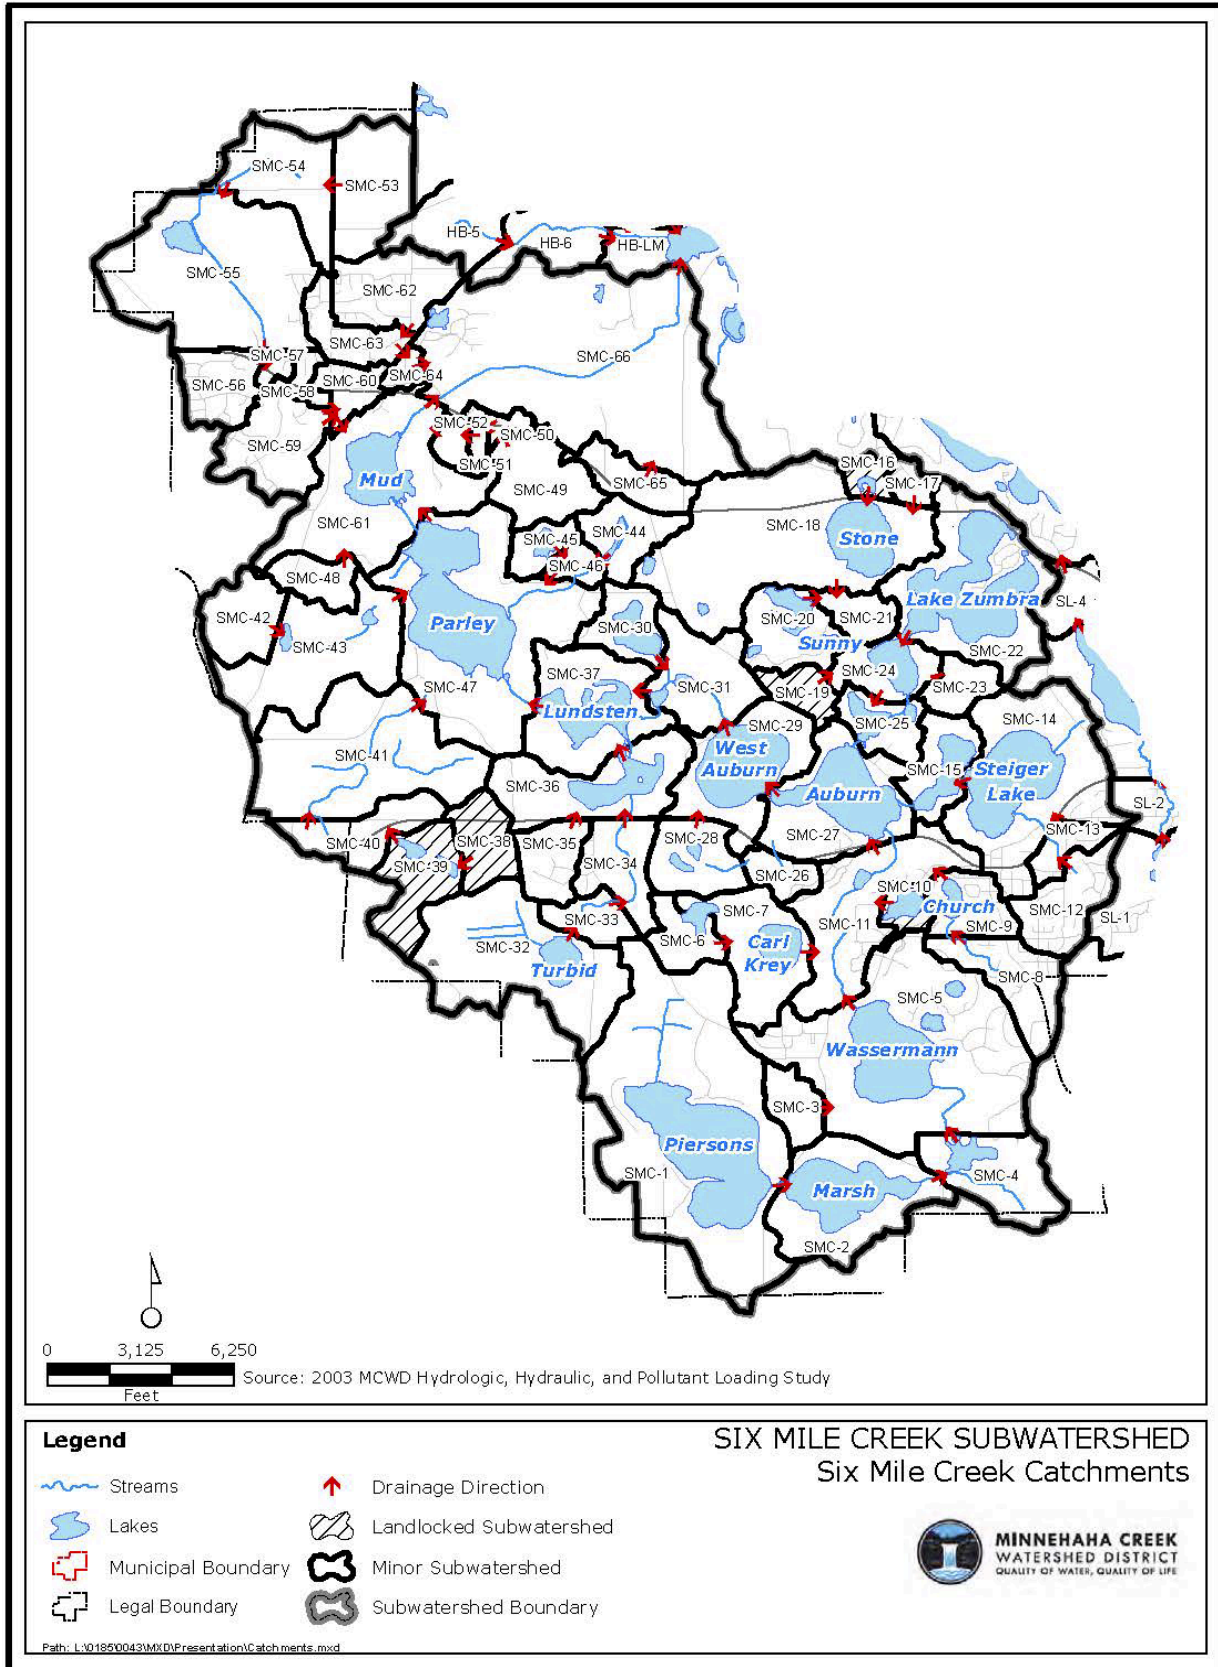 SMC-54
SMC-53
HB-5
HB-6
HB-LM
SMC-55
SMC-62
SMC-63
SMC-66
SMC-57
SMC-56
SMC-60
SMC-64
SMC-58
SMC-59
SMC-52
SMC-50
SMC-51
SMC-16
SMC-17
Mud
SMC-49
SMC-65
SMC-61
SMC-18
Stone
SMC-45
SMC-44
SMC-46
SMC-48
SMC-42
SMC-43
Parley
SMC-30
SMC-20
SMC-21
Lake Zumbra
SL-4
Sunny
SMC-22
SMC-24
SMC-37
SMC-31
SMC-19
SMC-23
SMC-47
Lundsten
SMC-29
SMC-25
SMC-14
West
Auburn
SMC-41
SMC-36
Auburn
SMC-15
Steiger
Lake
SL-2
SMC-40
SMC-38
SMC-35
SMC-28
SMC-27
SMC-13
SMC-39
SMC-34
SMC-26
SMC-10
Church
SMC-12
SL-1
SMC-33
SMC-7
SMC-11
SMC-9
SMC-32
Turbid
SMC-6
Carl
Krey
SMC-8
SMC-5
Wassermann
SMC-3
Piersons
SMC-1
Marsh
SMC-4
SMC-2
0 3,125 6,250
Feet
Source: 2003 MCWD Hydrologic, Hydraulic, and Pollutant Loading Study
Legend
Streams
Lakes
Municipal Boundary
Legal Boundary
Drainage Direction
Landlocked Subwatershed
Minor Subwatershed
Subwatershed Boundary
SIX MILE CREEK SUBWATERSHED
Six Mile Creek Catchments
MINNEHAHA CREEK
WATERSHED DISTRICT
QUALITY OF WATER, QUALITY OF LIFE
Path: L:\0185\0043\MXD\Presentation\Catchments.mxd